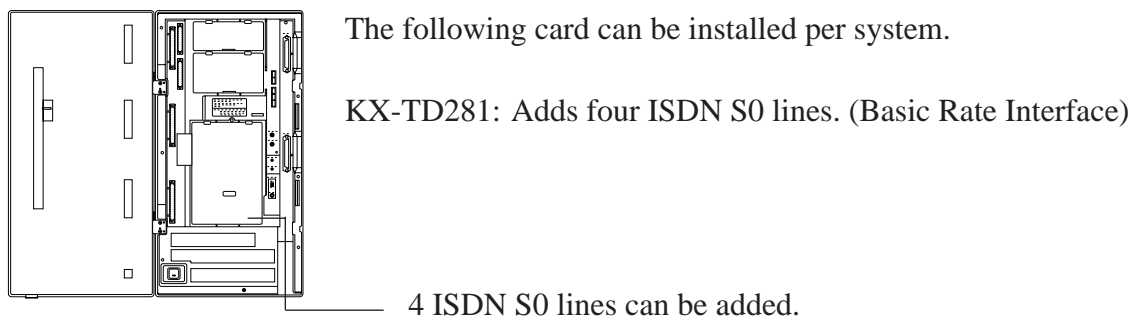 The following card can be installed per system.
KX-TD281: Adds four ISDN S0 lines. (Basic Rate Interface)
4 ISDN S0 lines can be added.